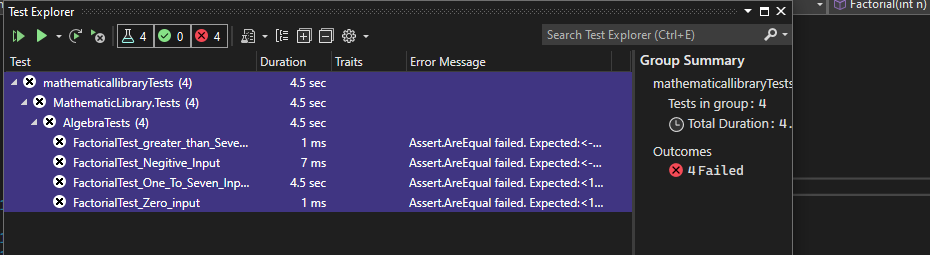 Test Explorer
Factorial(int n)
4 0 4
Search Test Explorer (Ctrl+E)
Test Duration Traits Error Message
Group Summary
mathematicallibraryTests (4) 4.5 sec
mathematicallibraryTests
MathematicLibrary.Tests (4) 4.5 sec
Tests in group: 4
AlgebraTests (4) 4.5 sec
Total Duration: 4.
FactorialTest_greater_than_Seve... 1 ms Assert.AreEqual failed. Expected:<-...
Outcomes
FactorialTest_Negitive_Input 7 ms Assert.AreEqual failed. Expected:<-...
4 Failed
FactorialTest_One_To_Seven_Inp... 4.5 sec Assert.AreEqual failed. Expected:<1...
FactorialTest_Zero_input 1 ms Assert.AreEqual failed. Expected:<1...